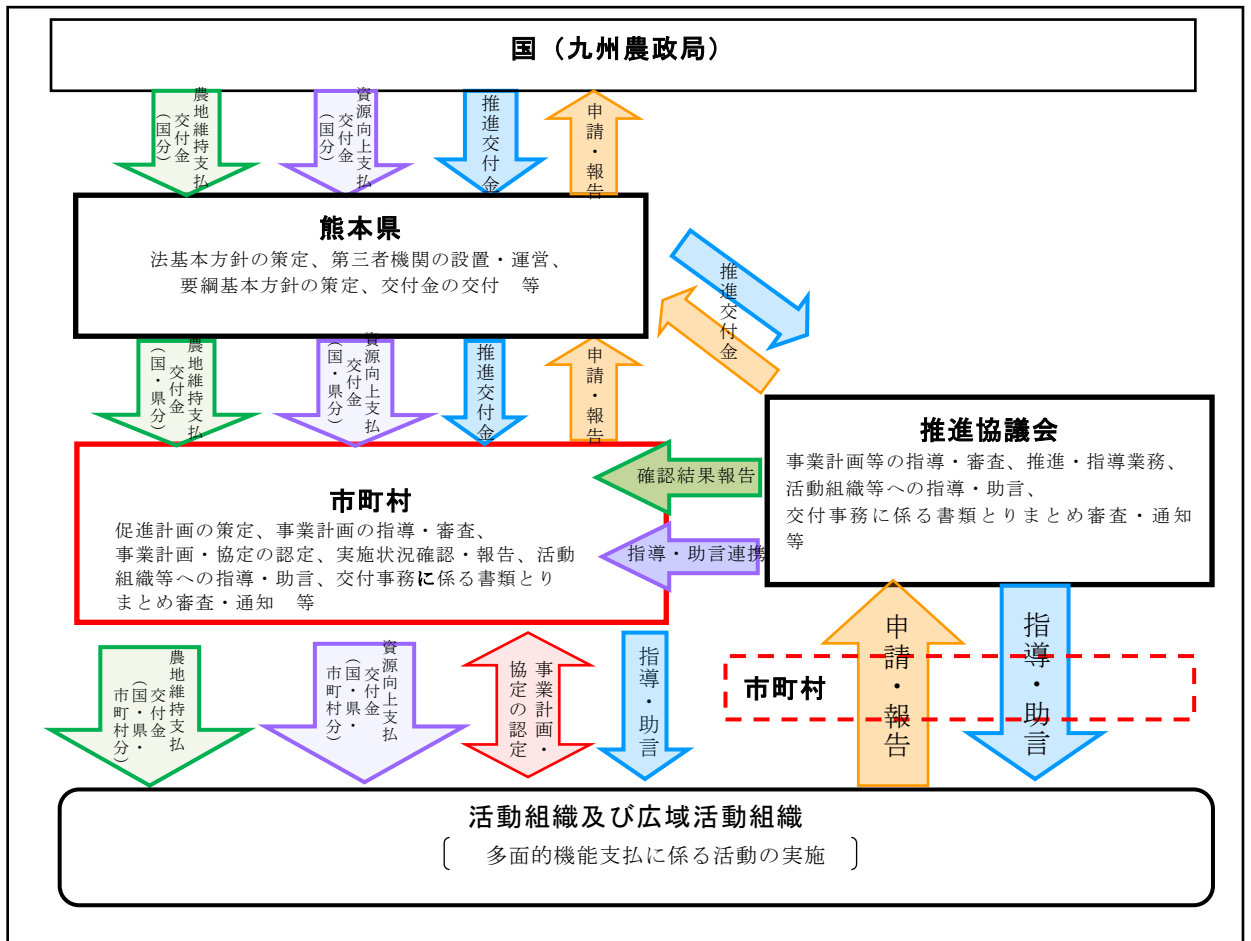 国（九州農政局）
農地維持支払
交付金
(国分)
資源向上支払
交付金
(国分)
推進交付金
申請・報告
熊本県
法基本方針の策定、第三者機関の設置・運営、
要綱基本方針の策定、交付金の交付　等
推進交付金
農地維持支払
交付金
(国・県分)
資源向上支払
交付金
(国・県分)
推進交付金
申請・報告
推進協議会
事業計画等の指導・審査、推進・指導業務、
活動組織等への指導・助言、
交付事務に係る書類とりまとめ審査・通知
等
確認結果報告
指導・助言連携
市町村
促進計画の策定、事業計画の指導・審査、
事業計画・協定の認定、実施状況確認・報告、活動
組織等への指導・助言、交付事務に係る書類とり
まとめ審査・通知　等
農地維持支払
交付金
(国・県・
市町村分)
資源向上支払
交付金
(国・県・
市町村分)
事業計画・
協定の認定
指導・助言
市町村
申請・報告
指導・助言
活動組織及び広域活動組織
〔　多面的機能支払に係る活動の実施　〕